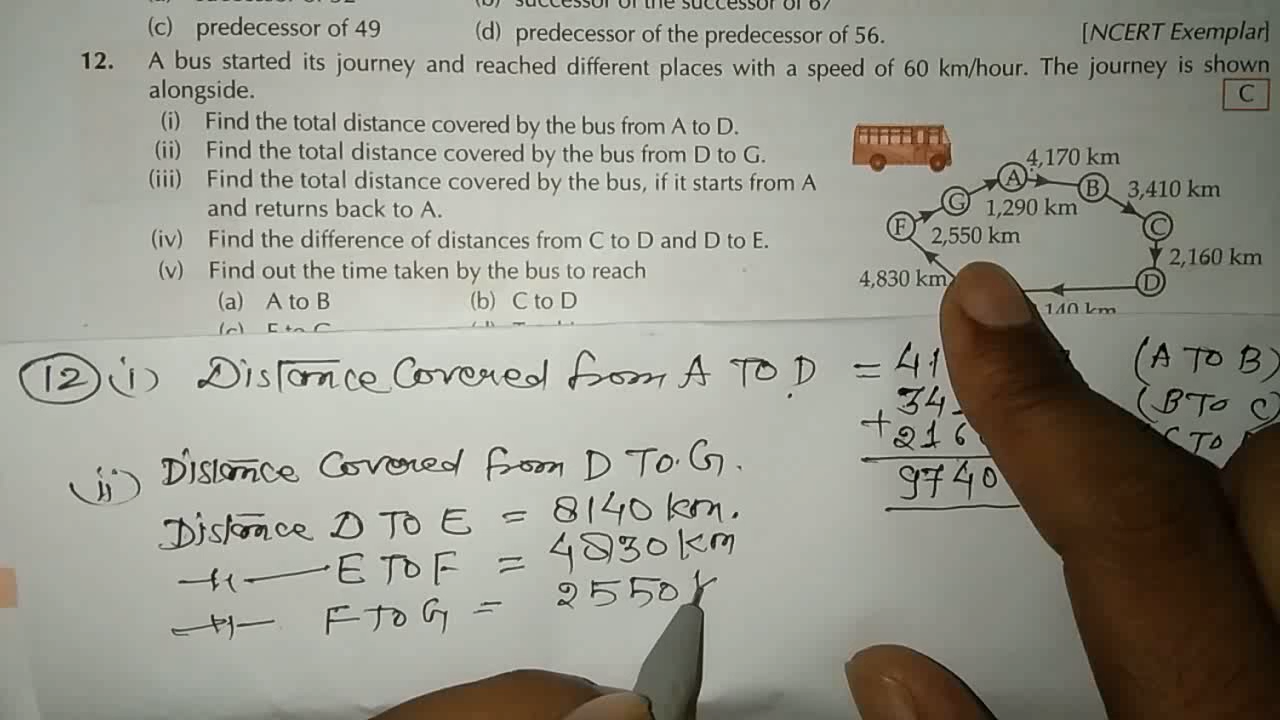 (c) predecessor of 49 (d) predecessor of the predecessor of 56. [NCERT Exemplar]
12. A bus started its journey and reached different places with a speed of 60 km/hour. The journey is shown
alongside.
C
(i) Find the total distance covered by the bus from A to D.
(ii) Find the total distance covered by the bus from D to G.
(iii) Find the total distance covered by the bus, if it starts from A
and returns back to A.
(iv) Find the difference of distances from C to D and D to E.
(v) Find out the time taken by the bus to reach
(a) A to B (b) C to D
4,170 km
A
B
3,410 km
G
1,290 km
C
F
2,550 km
2,160 km
4,830 km
D
140 km
12 i) Distance Covered from A TO D = 41 (A TO B)
34 (B TO C)
+ 216 TO
9740
ii) Distance Covered from D TO G.
Distance D TO E = 8140 km.
—〃— E TO F = 4830 km
—〃— F TO G = 2550 k